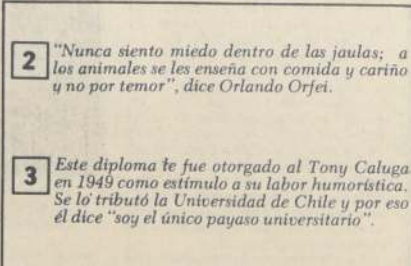 2 "Nunca siento miedo dentro de las jaulas; a
los animales se les enseña con comida y cariño
y no por temor", dice Orlando Orfei.
3 Este diploma te fue otorgado al Tony Caluga
en 1949 como estímulo a su labor humorística.
Se lo tributó la Universidad de Chile y por eso
él dice "soy el único payaso universitario".